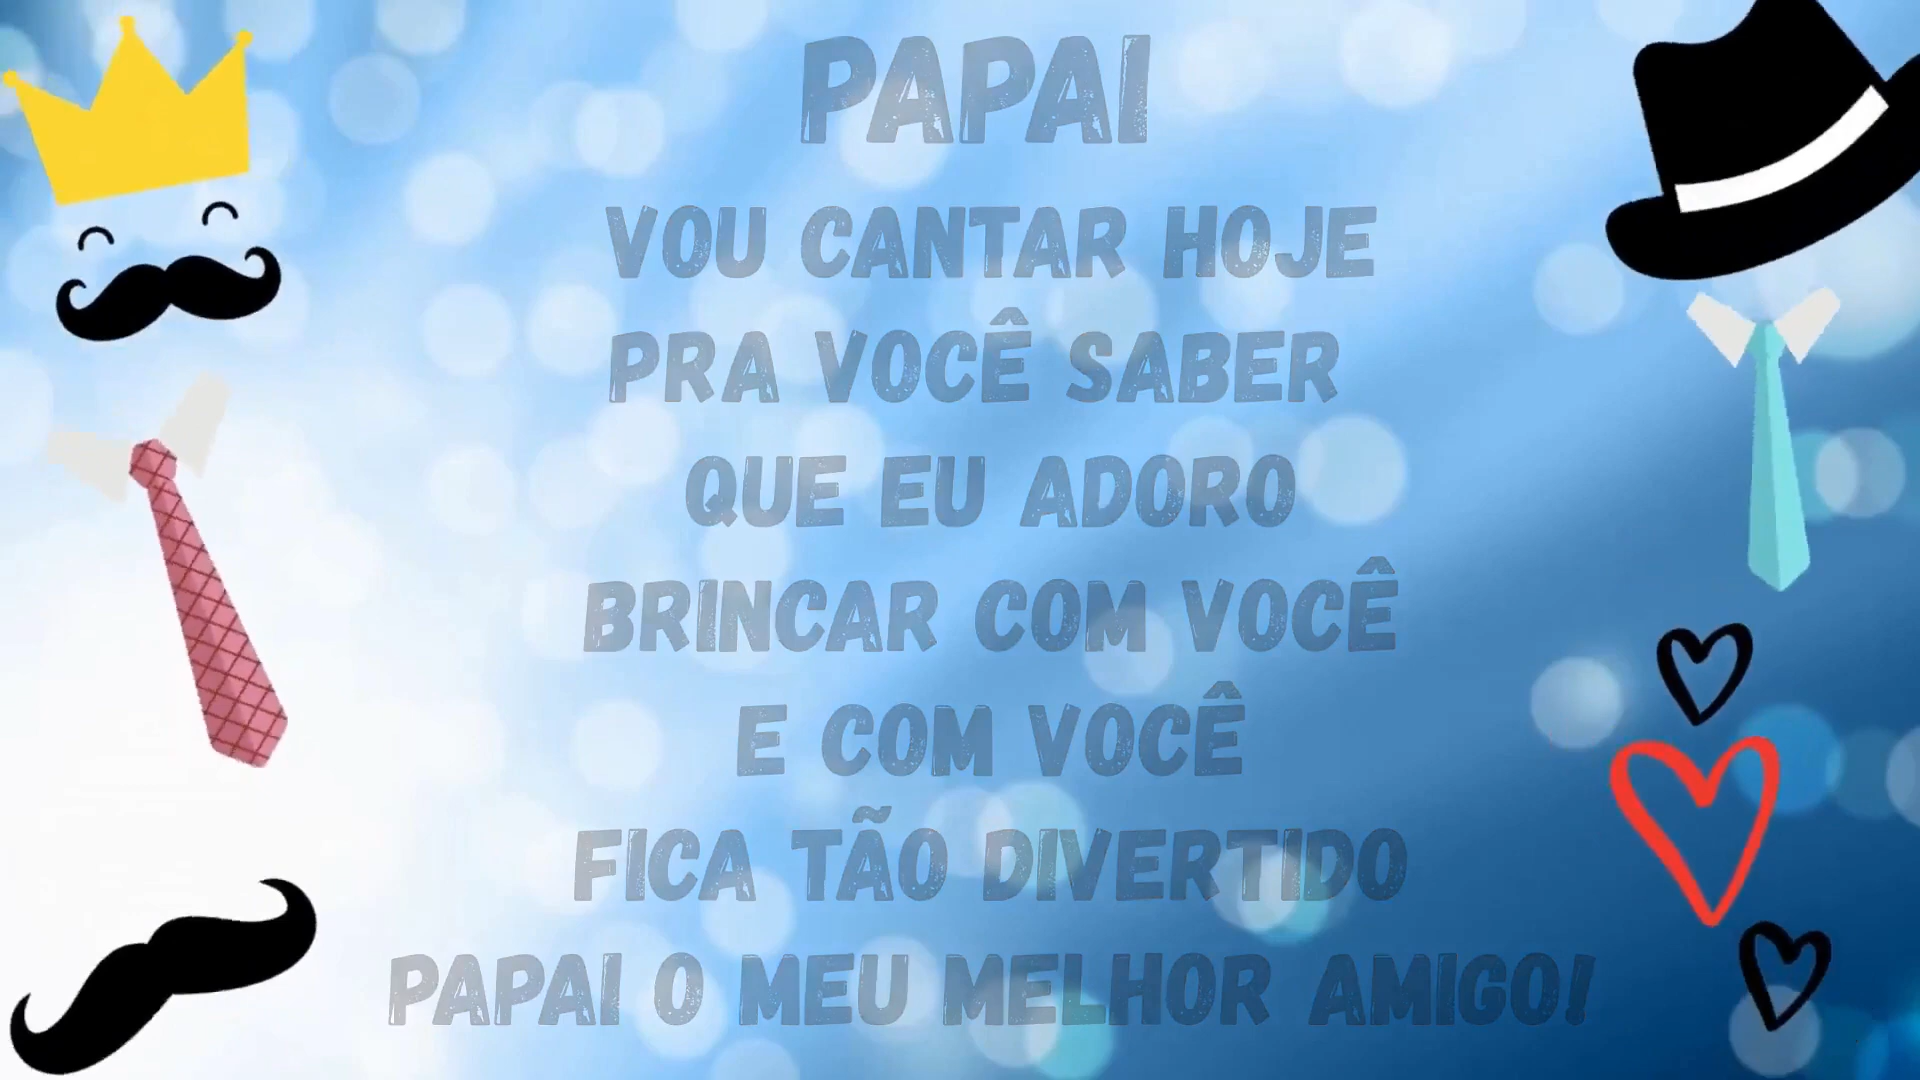 PAPAI
VOU CANTAR HOJE
PRA VOCÊ SABER
QUE EU ADORO
BRINCAR COM VOCÊ
E COM VOCÊ
FICA TÃO DIVERTIDO
PAPAI O MEU MELHOR AMIGO!